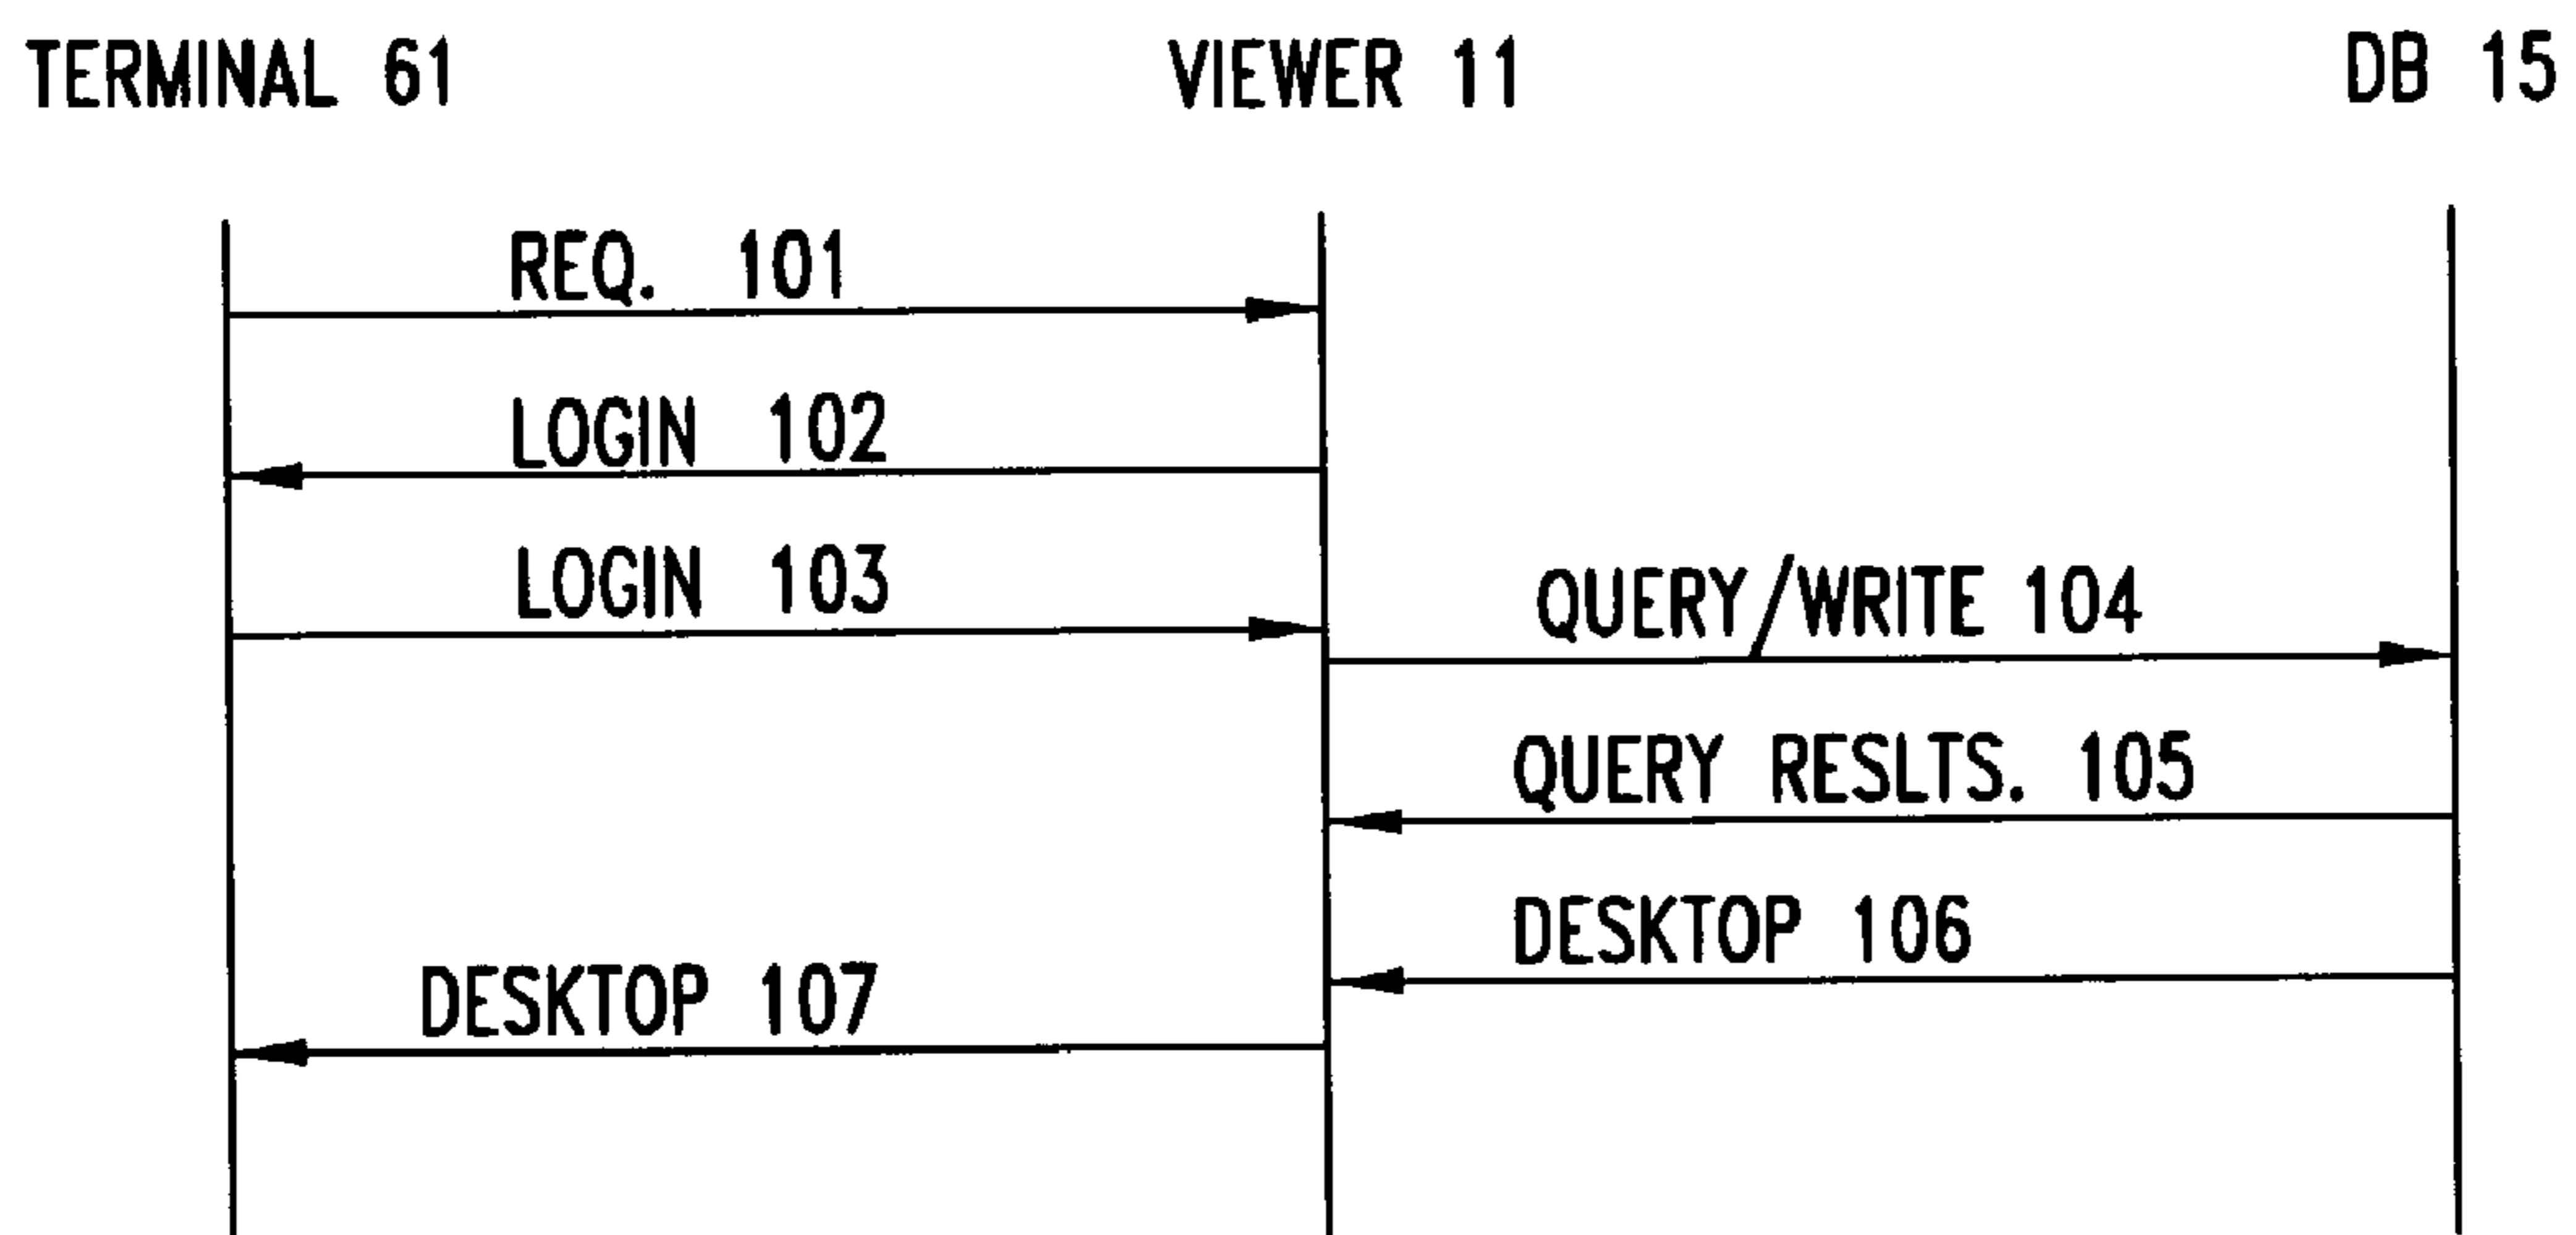 TERMINAL 61
VIEWER 11
DB 15
REQ. 101
LOGIN 102
LOGIN 103
QUERY/WRITE 104
QUERY RESLTS. 105
DESKTOP 106
DESKTOP 107